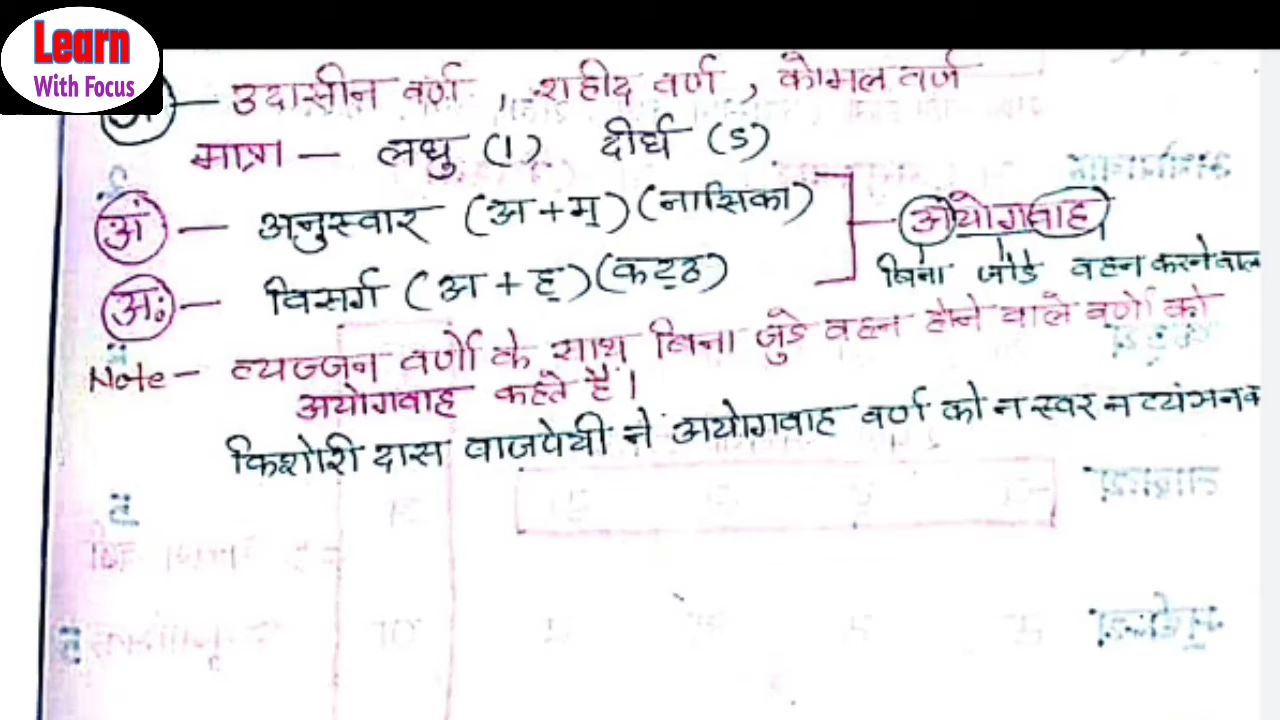 Learn
With Focus
अ — उदासीन वर्ण, शहीद वर्ण, कोमल वर्ण
मात्रा — लघु (।), दीर्घ (ऽ)
अं — अनुस्वार (अ + म्) (नासिका)
अयोगवाह
अः — विसर्ग (अ + ह्) (कट्ठ)
बिना जोडे वहन करने वाल
Note — व्यञ्जन वर्णो के साथ बिना जुडे वहन होने वाले वर्णो को
अयोगवाह कहते है।
किशोरी दास वाजपेयी ने अयोगवाह वर्ण को न स्वर न व्यंजन क